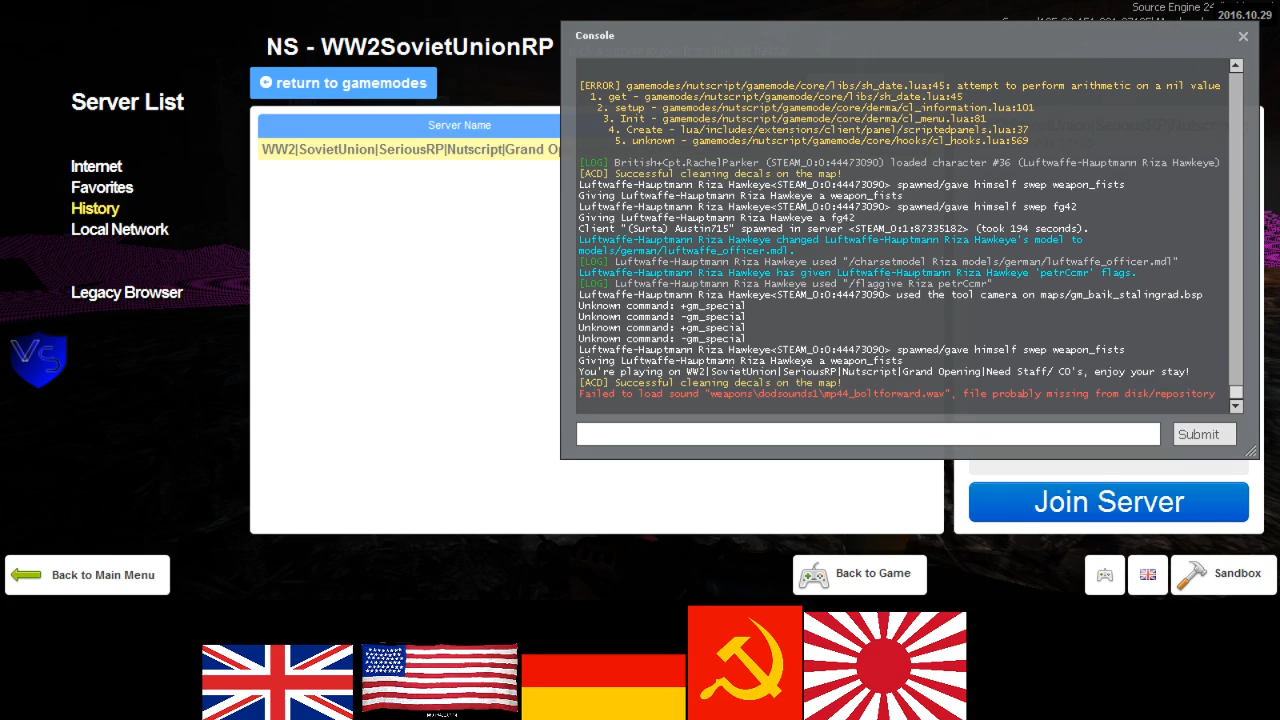 Source Engine 24
2016.10.29
NS - WW2SovietUnionRP
return to gamemodes
Server List
Internet
Favorites
History
Local Network
Legacy Browser
VS
Server Name
WW2|SovietUnion|SeriousRP|Nutscript|Grand Ope
Console
[ERROR] gamemodes/nutscript/gamemode/core/libs/sh_date.lua:45: attempt to perform arithmetic on a nil value
1. get - gamemodes/nutscript/gamemode/core/libs/sh_date.lua:45
2. setup - gamemodes/nutscript/gamemode/core/derma/cl_information.lua:101
3. Init - gamemodes/nutscript/gamemode/core/derma/cl_menu.lua:81
4. Create - lua/includes/extensions/client/panel/scriptedpanels.lua:37
5. unknown - gamemodes/nutscript/gamemode/core/hooks/cl_hooks.lua:569
[LOG] British+Cpt.RachelParker (STEAM_0:0:44473090) loaded character #36 (Luftwaffe-Hauptmann Riza Hawkeye)
[ACD] Successful cleaning decals on the map!
Luftwaffe-Hauptmann Riza Hawkeye<STEAM_0:0:44473090> spawned/gave himself swep weapon_fists
Giving Luftwaffe-Hauptmann Riza Hawkeye a weapon_fists
Luftwaffe-Hauptmann Riza Hawkeye<STEAM_0:0:44473090> spawned/gave himself swep fg42
Giving Luftwaffe-Hauptmann Riza Hawkeye a fg42
Client "(Surta) Austin715" spawned in server <STEAM_0:1:87335182> (took 194 seconds).
Luftwaffe-Hauptmann Riza Hawkeye changed Luftwaffe-Hauptmann Riza Hawkeye's model to
models/german/luftwaffe_officer.mdl.
[LOG] Luftwaffe-Hauptmann Riza Hawkeye used "/charsetmodel Riza models/german/luftwaffe_officer.mdl"
Luftwaffe-Hauptmann Riza Hawkeye has given Luftwaffe-Hauptmann Riza Hawkeye 'petrCcmr' flags.
[LOG] Luftwaffe-Hauptmann Riza Hawkeye used "/flaggive Riza petrCcmr"
Luftwaffe-Hauptmann Riza Hawkeye<STEAM_0:0:44473090> used the tool camera on maps/gm_baik_stalingrad.bsp
Unknown command: +gm_special
Unknown command: -gm_special
Unknown command: +gm_special
Unknown command: -gm_special
Luftwaffe-Hauptmann Riza Hawkeye<STEAM_0:0:44473090> spawned/gave himself swep weapon_fists
Giving Luftwaffe-Hauptmann Riza Hawkeye a weapon_fists
You're playing on WW2|SovietUnion|SeriousRP|Nutscript|Grand Opening|Need Staff/ CO's, enjoy your stay!
[ACD] Successful cleaning decals on the map!
Failed to load sound "weapons\dodsounds1\mp44_boltforward.wav", file probably missing from disk/repository
Submit
Join Server
Back to Main Menu
Back to Game
Sandbox